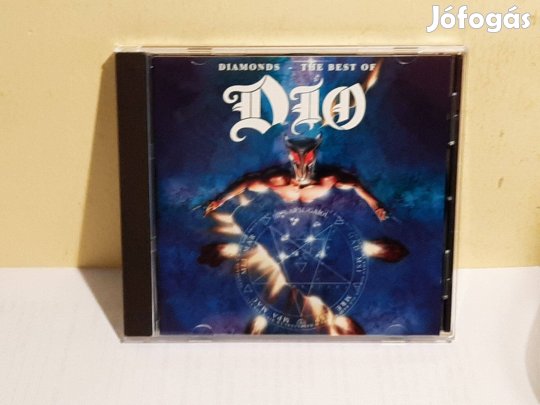 Jófogás
DIAMONDS - THE BEST OF
DIO